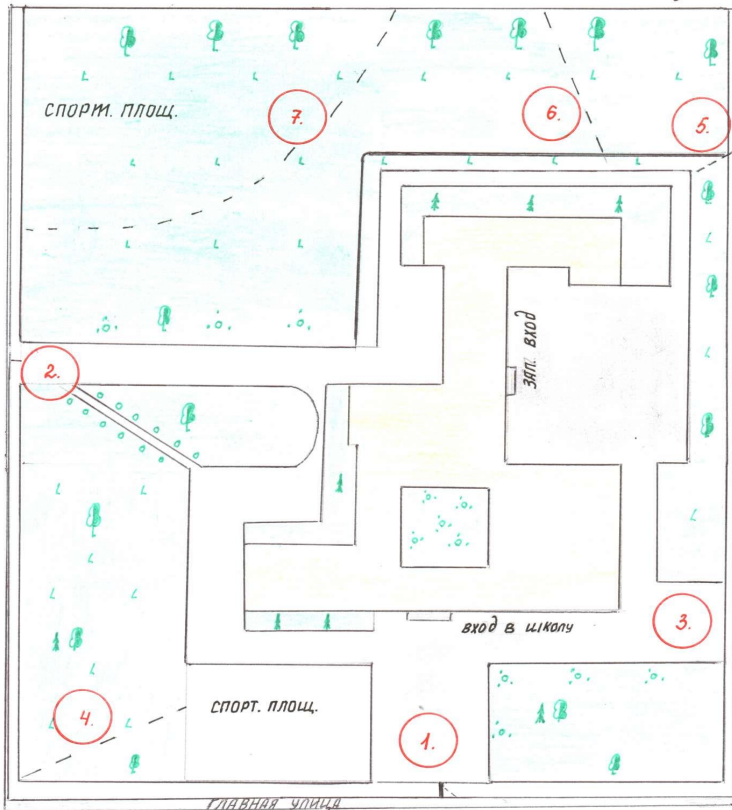 СПОРТ. ПЛОЩ.
7.
6.
5.
ЗАП. ВХОД
2.
ВХОД В ШКОЛУ
3.
4.
СПОРТ. ПЛОЩ.
1.
ГЛАВНАЯ УЛИЦА